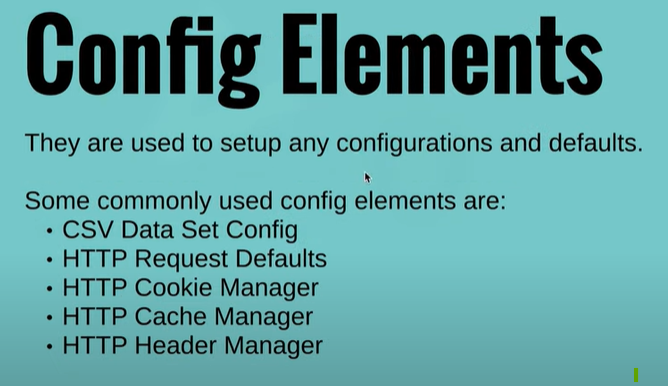 Config Elements
They are used to setup any configurations and defaults.
Some commonly used config elements are:
• CSV Data Set Config
• HTTP Request Defaults
• HTTP Cookie Manager
• HTTP Cache Manager
• HTTP Header Manager